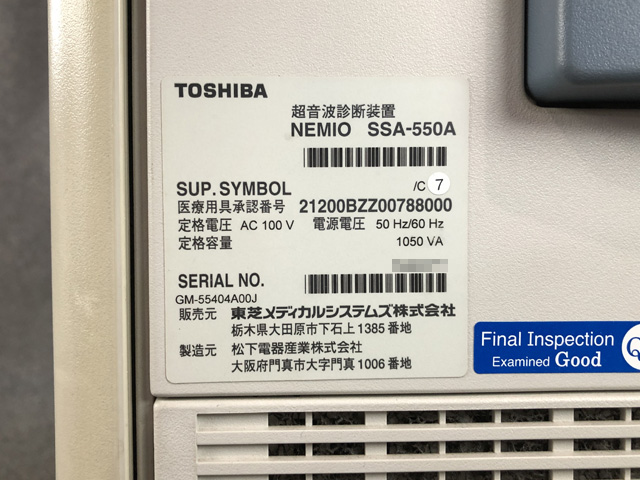 TOSHIBA
超音波診断装置
NEMIO SSA-550A
SUP. SYMBOL /C 7
医療用具承認番号 21200BZZ00788000
定格電圧 AC 100 V 電源電圧 50 Hz/60 Hz
定格容量 1050 VA
SERIAL NO.
GM-55404A00J
販売元 東芝メディカルシステムズ株式会社
栃木県大田原市下石上 1385 番地
製造元 松下電器産業株式会社
大阪府門真市大字門真 1006 番地
Final Inspection
Examined Good